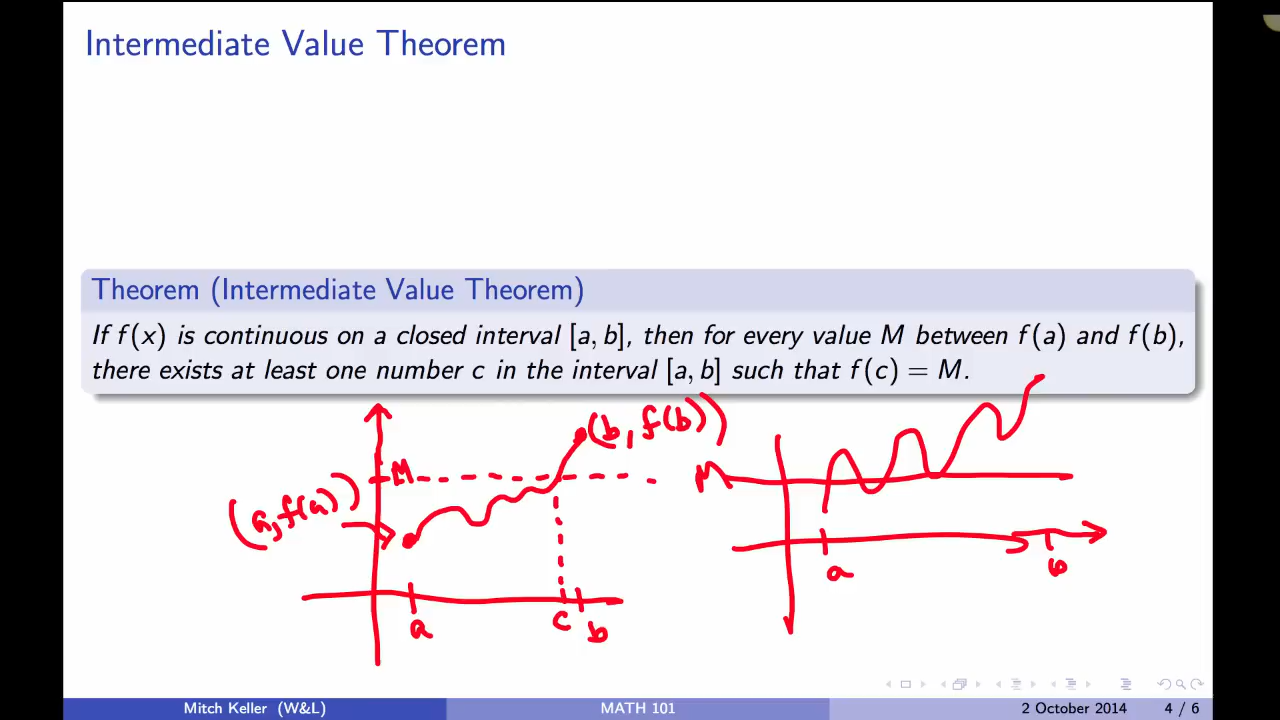 Intermediate Value Theorem
Theorem (Intermediate Value Theorem)
If f(x) is continuous on a closed interval [a, b], then for every value M between f(a) and f(b),
there exists at least one number c in the interval [a, b] such that f(c) = M.
(b, f(b))
M
M
(a, f(a))
a
b
a
c
b
Mitch Keller (W&L)
MATH 101
2 October 2014
4 / 6